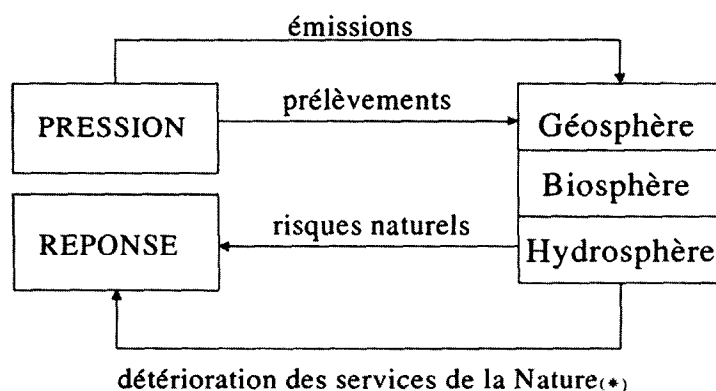 émissions
PRESSION
prélèvements
Géosphère
Biosphère
REPONSE
risques naturels
Hydrosphère
détérioration des services de la Nature(*)